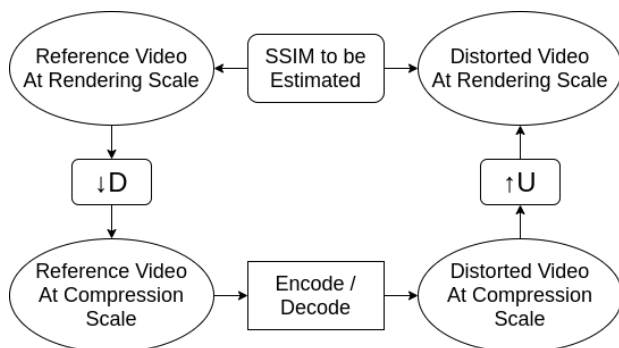 Reference Video
At Rendering Scale
SSIM to be
Estimated
Distorted Video
At Rendering Scale
↓D
↑U
Reference Video
At Compression
Scale
Encode /
Decode
Distorted Video
At Compression
Scale